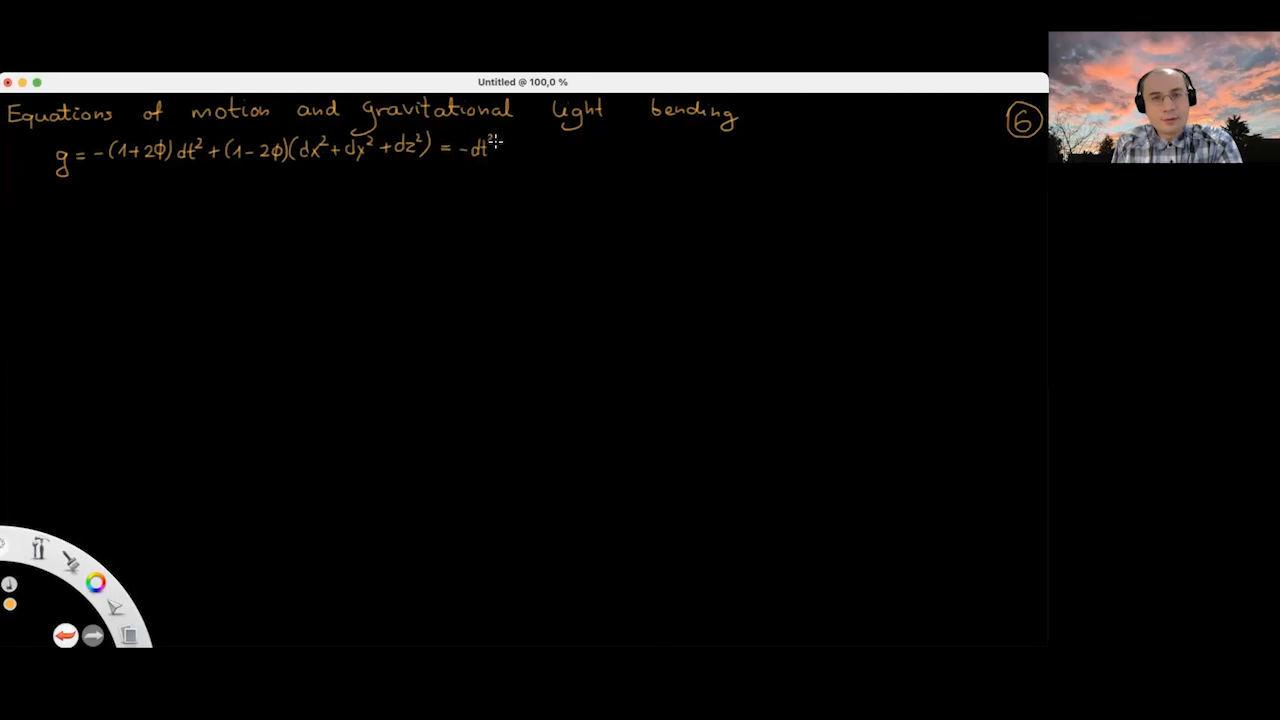 Untitled @ 100,0 %
Equations of motion and gravitational light bending
⑥
g = -(1+2φ) dt² + (1-2φ)(dx² + dy² + dz²) = -dt²